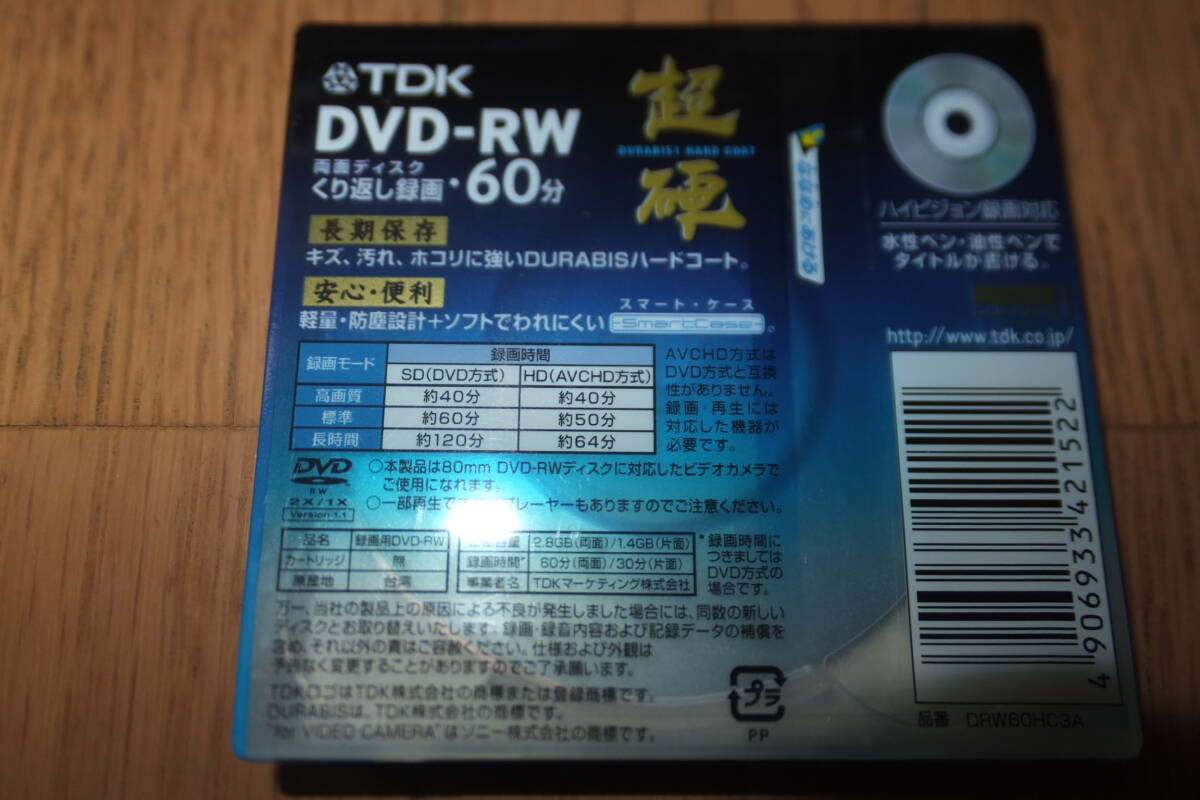 TDK
DVD-RW
両面ディスク
くり返し録画・60分
超
DURABIS1 HARD COAT
硬
長期保存
キズ、汚れ、ホコリに強いDURABISハードコート。
安心・便利
スマート・ケース
軽量・防塵設計+ソフトでわれにくい-SmartCase-。
録画モード 録画時間
SD(DVD方式) HD(AVCHD方式)
高画質 約40分 約40分
標準 約60分 約50分
長時間 約120分 約64分
AVCHD方式は
DVD方式と互換
性がありません。
録画・再生には
対応した機器が
必要です。
DVD
RW
2X/1X
Version 1.1
○本製品は80mm DVD-RWディスクに対応したビデオカメラで
ご使用になれます。
○一部再生で プレーヤーもありますのでご注意ください。
品名 録画用DVD-RW
カートリッジ 無
原産地 台湾
容量 2.8GB(両面)/1.4GB(片面)
録画時間* 60分(両面)/30分(片面)
事業者名 TDKマーケティング株式会社
*録画時間に
つきましては
DVD方式の
場合です。
万一、当社の製品上の原因による不良が発生しました場合には、同数の新しい
ディスクとお取り替えいたします。録画・録音内容および記録データの補償を
含め、それ以外の責はご容赦ください。仕様および外観は
予告なく変更することがありますのでご了承願います。
TDKロゴはTDK株式会社の商標または登録商標です。
DURABISは、TDK株式会社の商標です。
"for VIDEO CAMERA"はソニー株式会社の商標です。
プラ
PP
ハイビジョン録画対応
水性ペン・油性ペンで
タイトルが書ける。
http://www.tdk.co.jp/
4 906933 421522
品番 DRW60HC3A